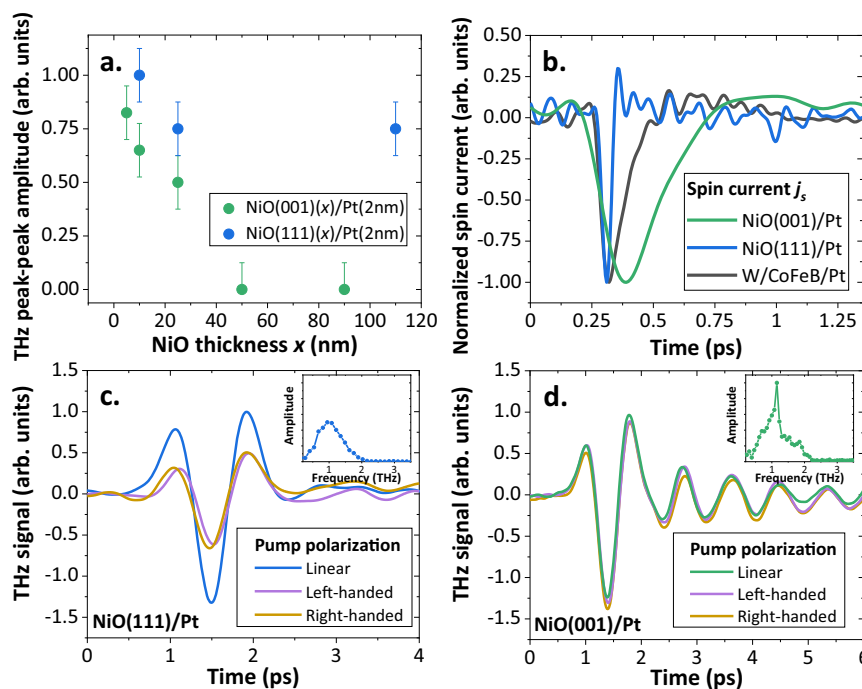 a.
THz peak-peak amplitude (arb. units)
1.00
0.75
0.50
0.25
0.00
NiO(001)(x)/Pt(2nm)
NiO(111)(x)/Pt(2nm)
0 20 40 60 80 100 120
NiO thickness x (nm)
b.
Normalized spin current (arb. units)
0.50
0.25
0.00
-0.25
-0.50
-0.75
-1.00
Spin current js
NiO(001)/Pt
NiO(111)/Pt
W/CoFeB/Pt
0 0.25 0.5 0.75 1.0 1.25
Time (ps)
c.
THz signal (arb. units)
1.5
1.0
0.5
0.0
-0.5
-1.0
-1.5
Amplitude
1 2 3
Frequency (THz)
Pump polarization
Linear
Left-handed
Right-handed
NiO(111)/Pt
0 1 2 3 4
Time (ps)
d.
THz signal (arb. units)
1.5
1.0
0.5
0.0
-0.5
-1.0
-1.5
Amplitude
1 2 3
Frequency (THz)
Pump polarization
Linear
Left-handed
Right-handed
NiO(001)/Pt
0 1 2 3 4 5 6
Time (ps)